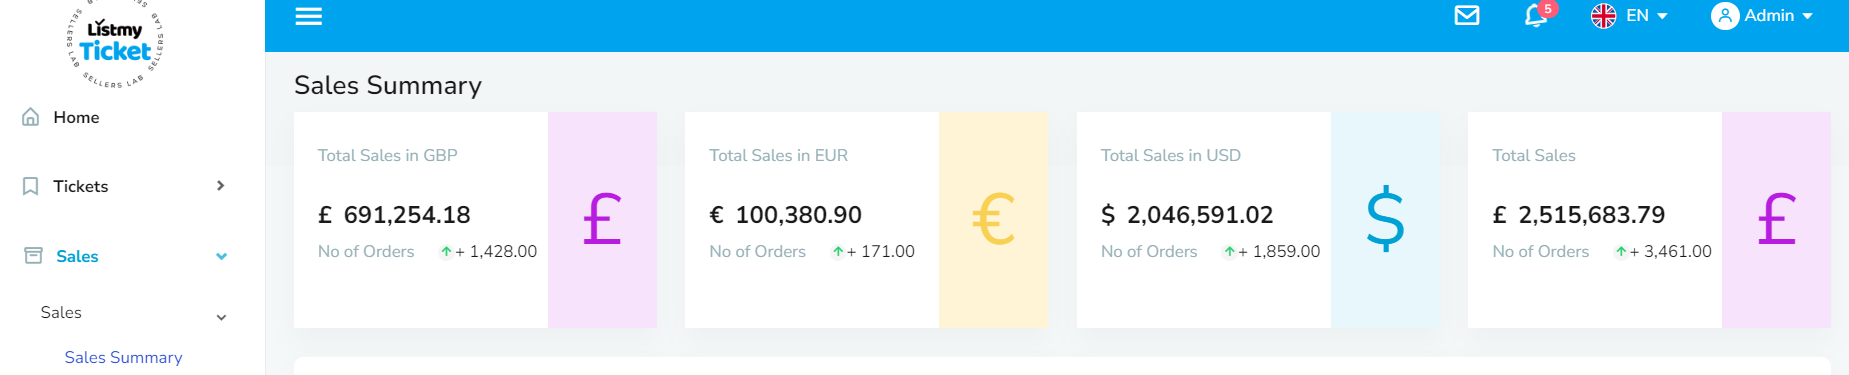 Listmy
Ticket
SELLERS LAB SELLERS LAB SELLERS LAB
5
EN
Admin
Home
Tickets
Sales
Sales
Sales Summary
Sales Summary
Total Sales in GBP
£ 691,254.18
No of Orders + 1,428.00
£
Total Sales in EUR
€ 100,380.90
No of Orders + 171.00
€
Total Sales in USD
$ 2,046,591.02
No of Orders + 1,859.00
$
Total Sales
£ 2,515,683.79
No of Orders + 3,461.00
£